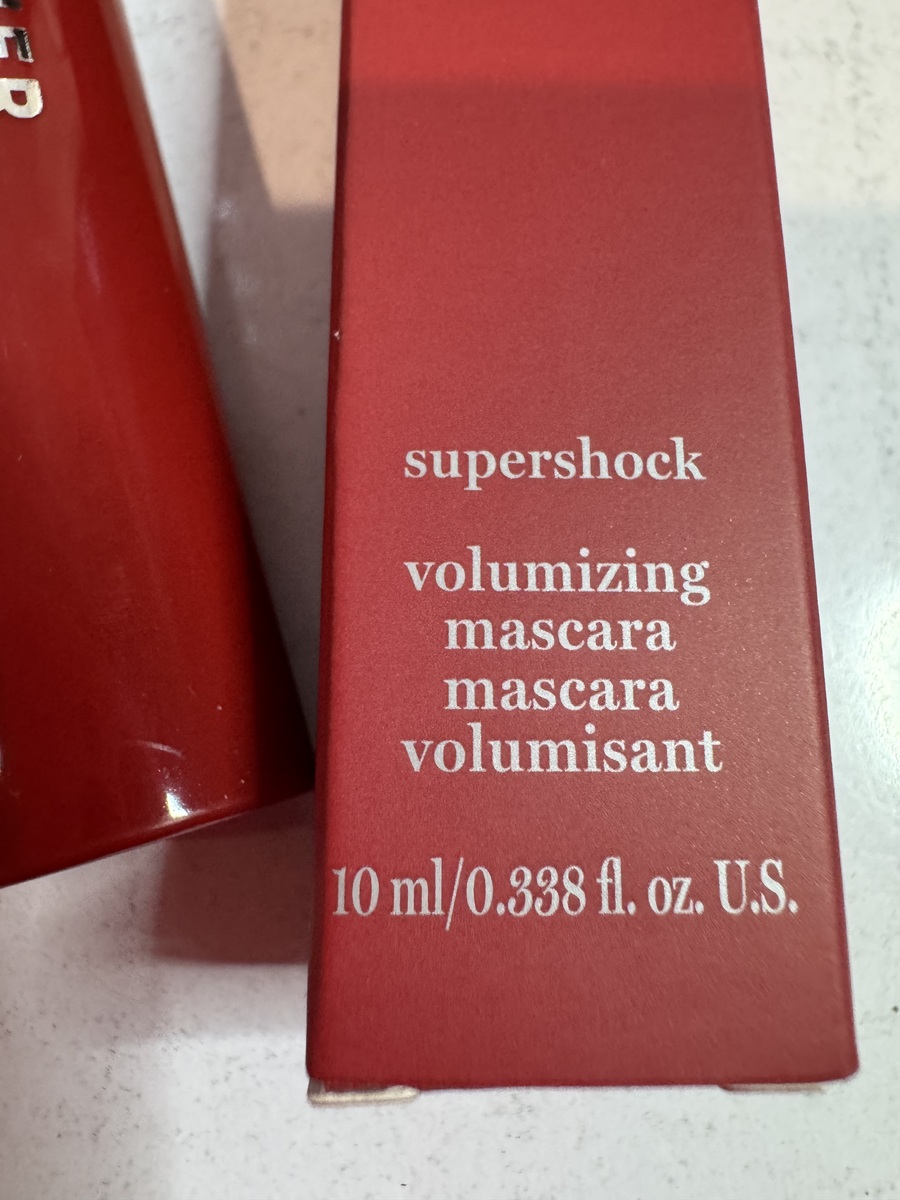 supershock
volumizing
mascara
mascara
volumisant
10 ml/0.338 fl. oz. U.S.